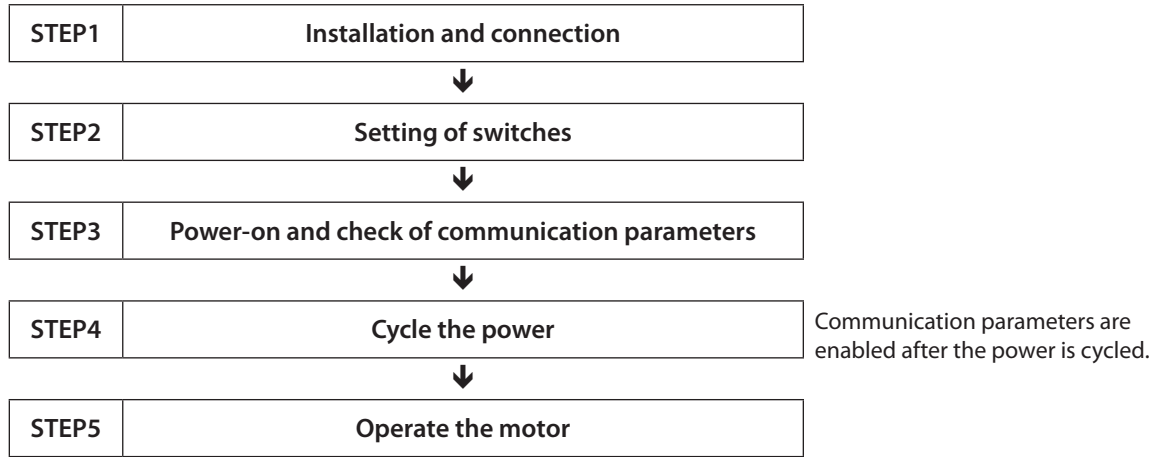 STEP1 Installation and connection
STEP2 Setting of switches
STEP3 Power-on and check of communication parameters
STEP4 Cycle the power
Communication parameters are
enabled after the power is cycled.
STEP5 Operate the motor